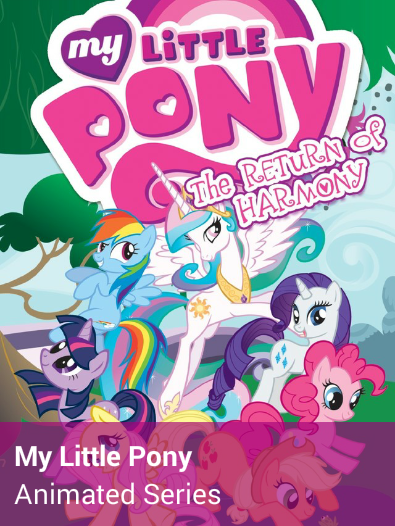 my LiTTLE
PONY
The RETURN of
HARMONY
My Little Pony
Animated Series